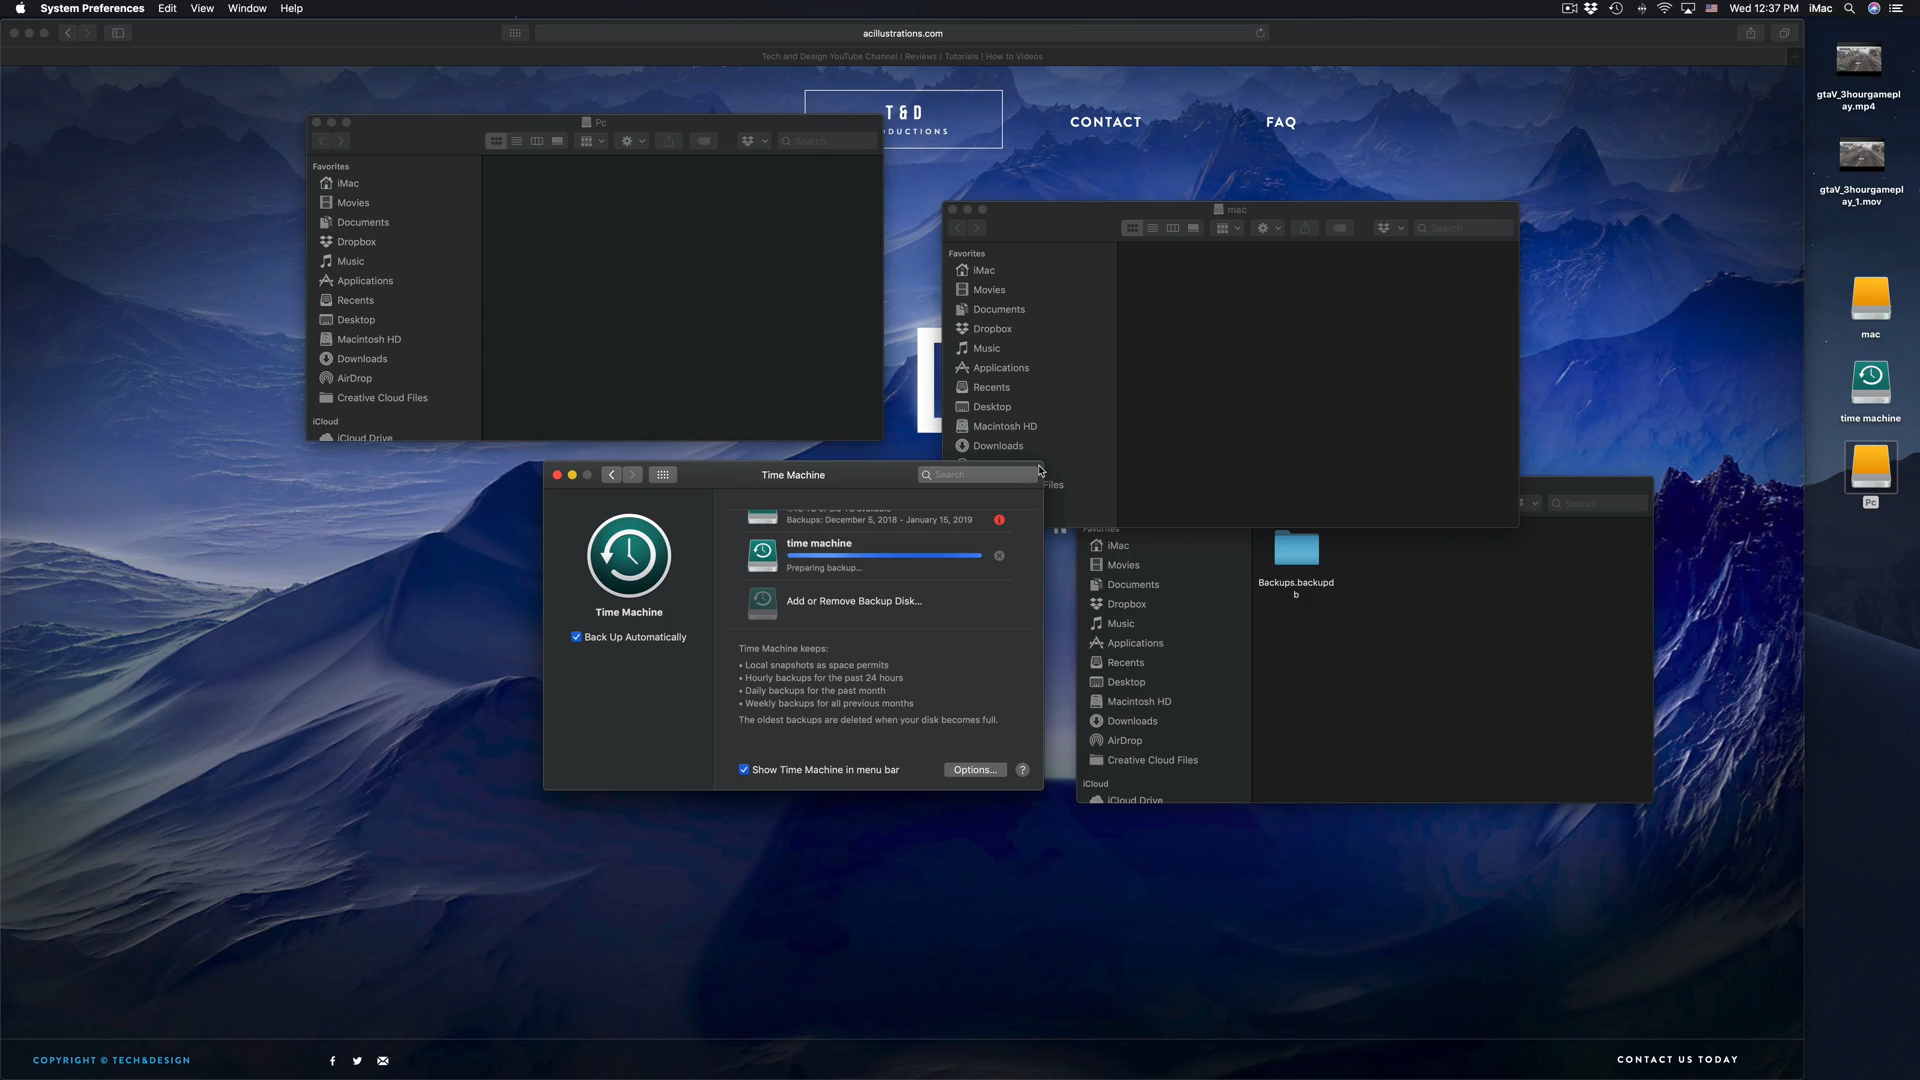 System Preferences Edit View Window Help
Wed 12:37 PM iMac
acillustrations.com
Tech and Design YouTube Channel | Reviews | Tutorials | How to Videos
T & D
ODUCTIONS
CONTACT
FAQ
gtaV_3hourgamepl
ay.mp4
gtaV_3hourgamepl
ay_1.mov
mac
time machine
Pc
Pc
Search
Favorites
iMac
Movies
Documents
Dropbox
Music
Applications
Recents
Desktop
Macintosh HD
Downloads
AirDrop
Creative Cloud Files
iCloud
iCloud Drive
mac
Search
Favorites
iMac
Movies
Documents
Dropbox
Music
Applications
Recents
Desktop
Macintosh HD
Downloads
Files
Time Machine
Search
Time Machine
Back Up Automatically
Backups: December 5, 2018 - January 15, 2019
time machine
Preparing backup...
Add or Remove Backup Disk...
Time Machine keeps:
• Local snapshots as space permits
• Hourly backups for the past 24 hours
• Daily backups for the past month
• Weekly backups for all previous months
The oldest backups are deleted when your disk becomes full.
Show Time Machine in menu bar
Options...
?
Search
Favorites
iMac
Movies
Documents
Dropbox
Music
Applications
Recents
Desktop
Macintosh HD
Downloads
AirDrop
Creative Cloud Files
iCloud
iCloud Drive
Backups.backupd
b
COPYRIGHT © TECH&DESIGN
CONTACT US TODAY